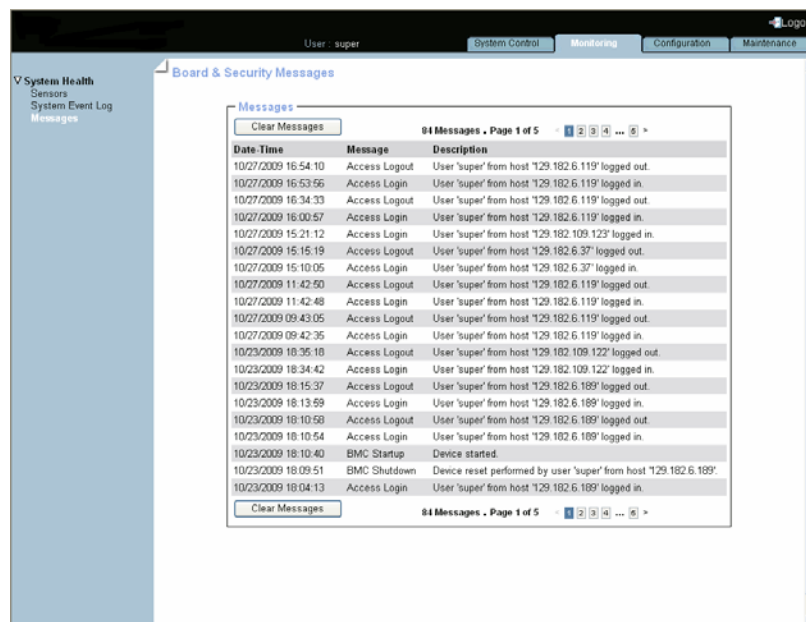 Logo
User : super
System Control Monitoring Configuration Maintenance
System Health
Sensors
System Event Log
Messages
Board & Security Messages
Messages
Clear Messages 84 Messages . Page 1 of 5 < 1 2 3 4 ... 5 >
Date-Time Message Description
10/27/2009 16:54:10 Access Logout User 'super' from host '129.182.6.119' logged out.
10/27/2009 16:53:56 Access Login User 'super' from host '129.182.6.119' logged in.
10/27/2009 16:34:33 Access Logout User 'super' from host '129.182.6.119' logged out.
10/27/2009 16:00:57 Access Login User 'super' from host '129.182.6.119' logged in.
10/27/2009 15:21:12 Access Login User 'super' from host '129.182.109.123' logged in.
10/27/2009 15:15:19 Access Logout User 'super' from host '129.182.6.37' logged out.
10/27/2009 15:10:05 Access Login User 'super' from host '129.182.6.37' logged in.
10/27/2009 11:42:50 Access Logout User 'super' from host '129.182.6.119' logged out.
10/27/2009 11:42:48 Access Login User 'super' from host '129.182.6.119' logged in.
10/27/2009 09:43:05 Access Logout User 'super' from host '129.182.6.119' logged out.
10/27/2009 09:42:35 Access Login User 'super' from host '129.182.6.119' logged in.
10/23/2009 18:35:18 Access Logout User 'super' from host '129.182.109.122' logged out.
10/23/2009 18:34:42 Access Login User 'super' from host '129.182.109.122' logged in.
10/23/2009 18:15:37 Access Logout User 'super' from host '129.182.6.189' logged out.
10/23/2009 18:13:59 Access Login User 'super' from host '129.182.6.189' logged in.
10/23/2009 18:10:58 Access Logout User 'super' from host '129.182.6.189' logged out.
10/23/2009 18:10:54 Access Login User 'super' from host '129.182.6.189' logged in.
10/23/2009 18:10:40 BMC Startup Device started.
10/23/2009 18:09:51 BMC Shutdown Device reset performed by user 'super' from host '129.182.6.189'.
10/23/2009 18:04:13 Access Login User 'super' from host '129.182.6.189' logged in.
Clear Messages 84 Messages . Page 1 of 5 < 1 2 3 4 ... 5 >